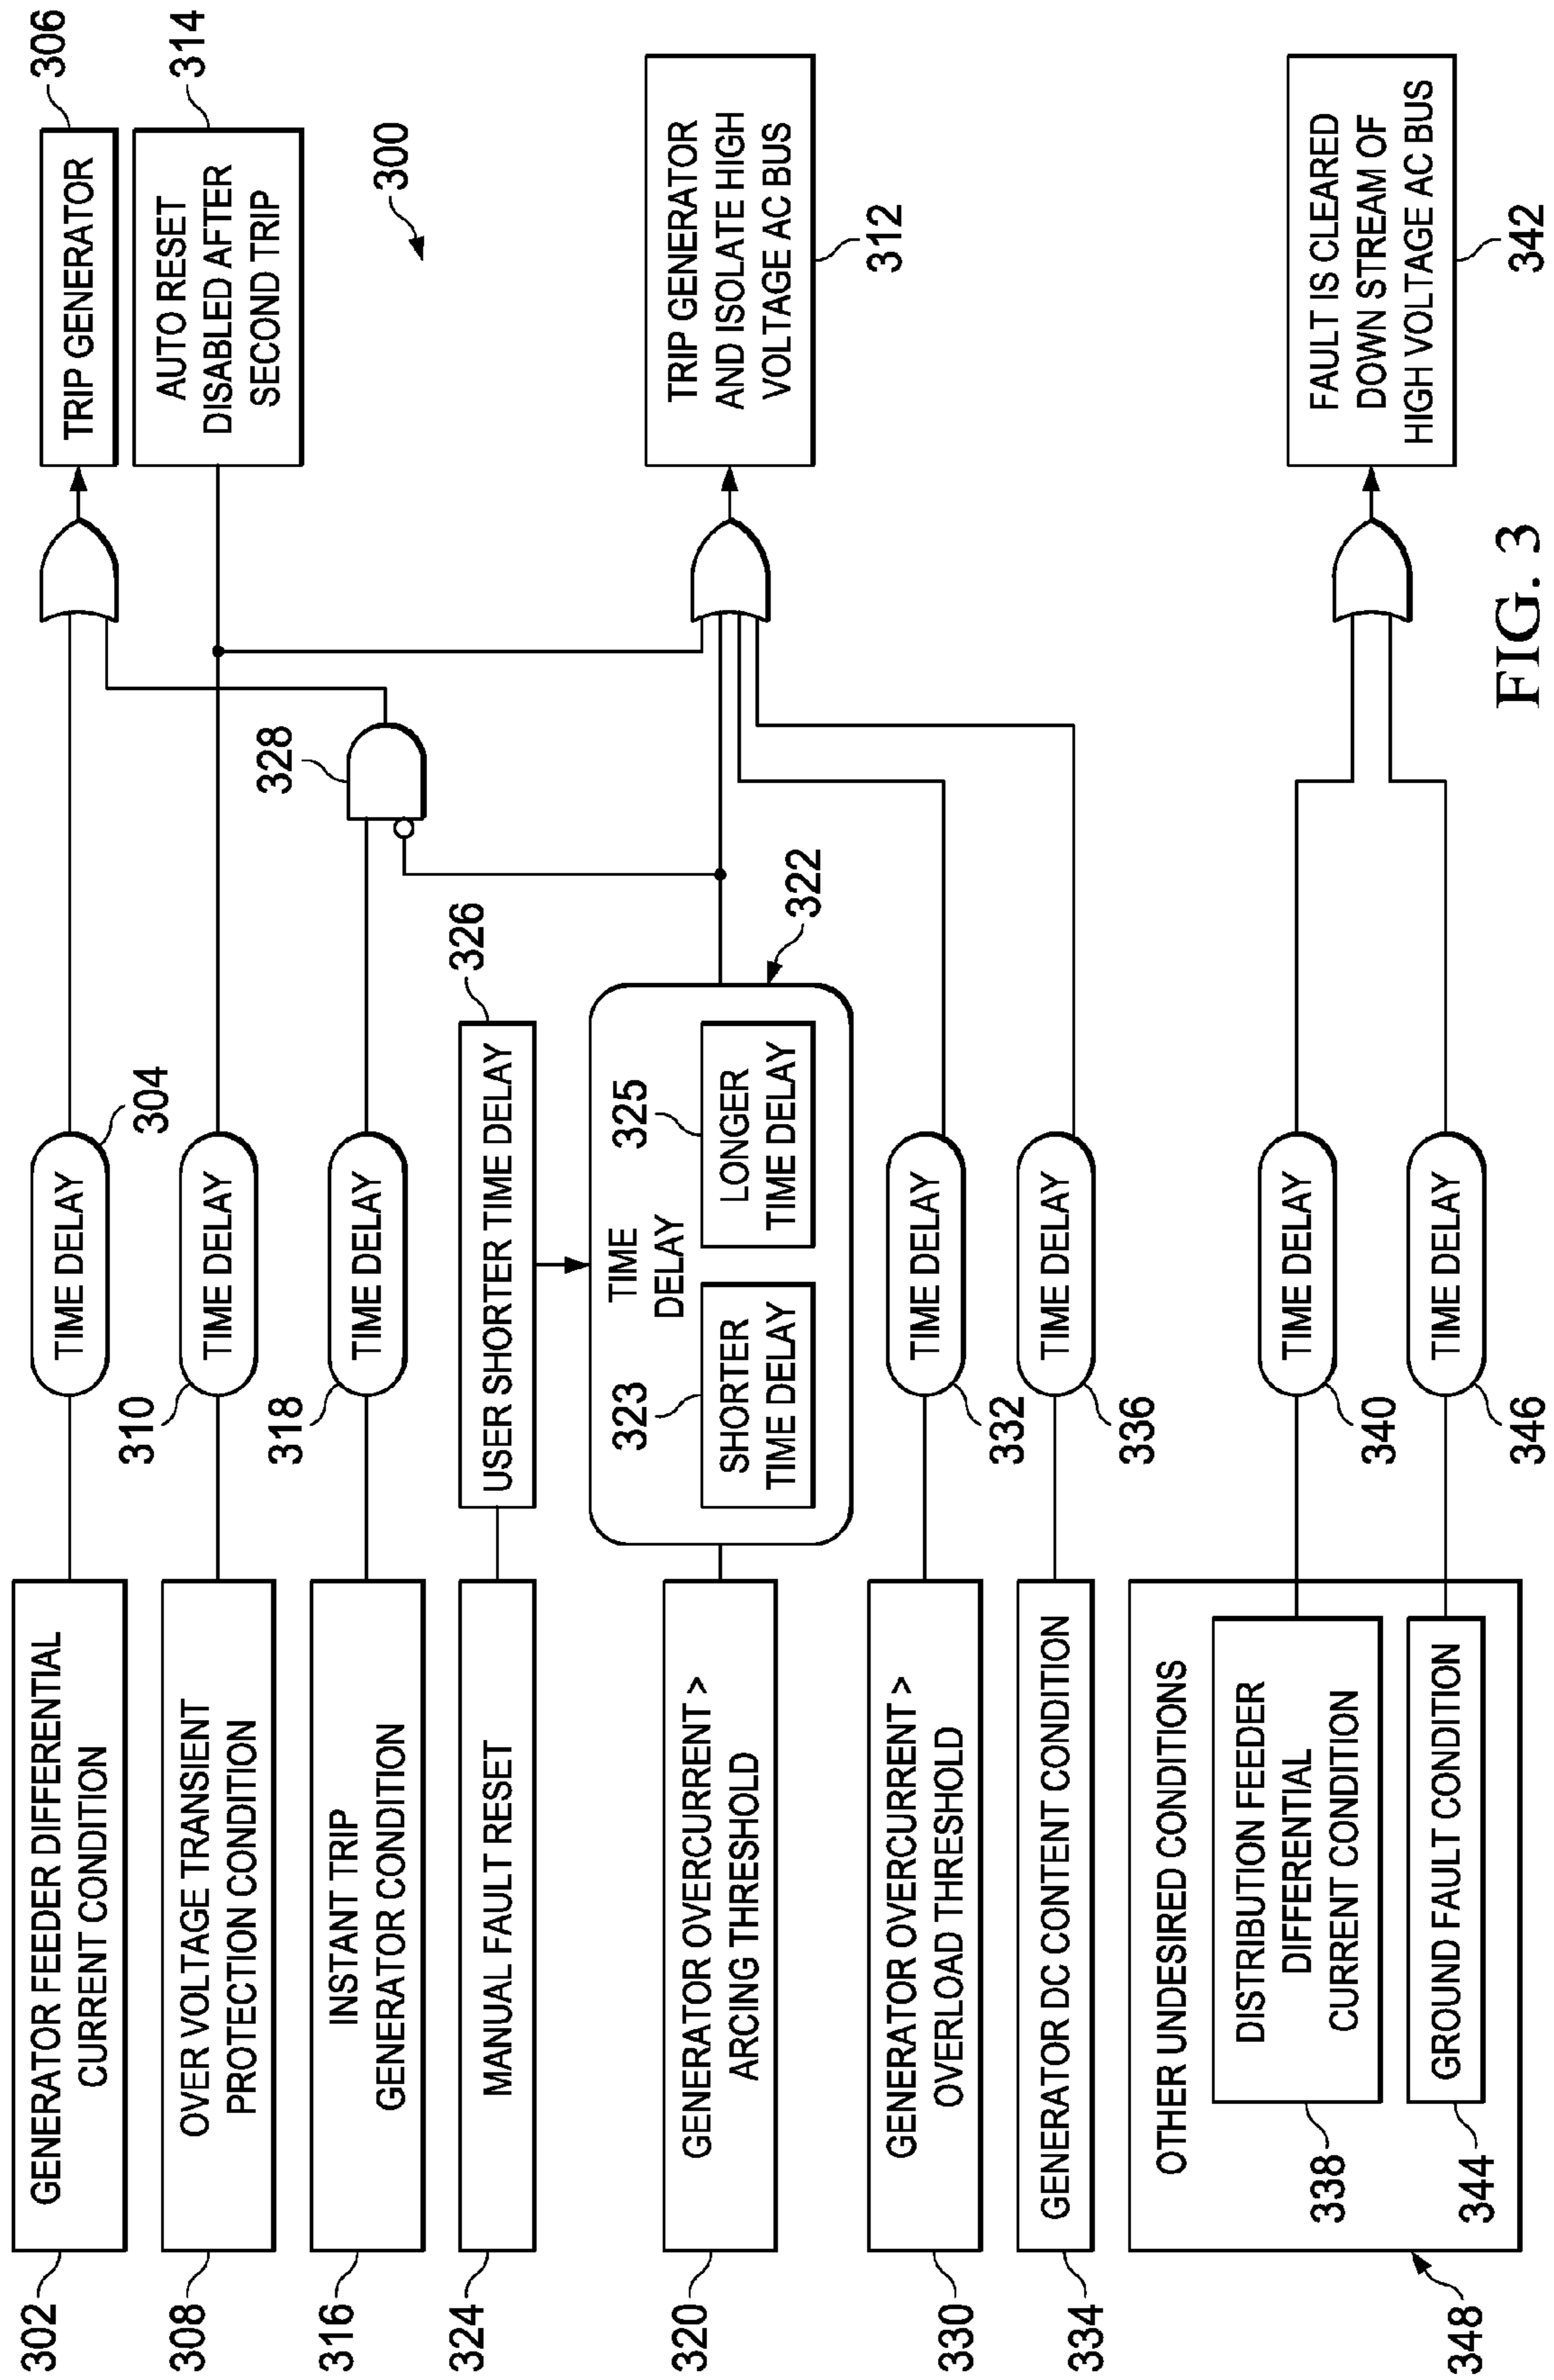 302
GENERATOR FEEDER DIFFERENTIAL
CURRENT CONDITION
TIME DELAY
304
TRIP GENERATOR
306
308
OVER VOLTAGE TRANSIENT
PROTECTION CONDITION
310
TIME DELAY
AUTO RESET
DISABLED AFTER
SECOND TRIP
314
316
INSTANT TRIP
GENERATOR CONDITION
318
TIME DELAY
328
300
324
MANUAL FAULT RESET
USER SHORTER TIME DELAY
326
320
GENERATOR OVERCURRENT >
ARCING THRESHOLD
TIME
DELAY
323
SHORTER
TIME DELAY
325
LONGER
TIME DELAY
322
TRIP GENERATOR
AND ISOLATE HIGH
VOLTAGE AC BUS
312
330
GENERATOR OVERCURRENT >
OVERLOAD THRESHOLD
TIME DELAY
332
334
GENERATOR DC CONTENT CONDITION
TIME DELAY
336
OTHER UNDESIRED CONDITIONS
DISTRIBUTION FEEDER
DIFFERENTIAL
CURRENT CONDITION
338
TIME DELAY
340
GROUND FAULT CONDITION
344
TIME DELAY
346
348
FAULT IS CLEARED
DOWN STREAM OF
HIGH VOLTAGE AC BUS
342
FIG. 3